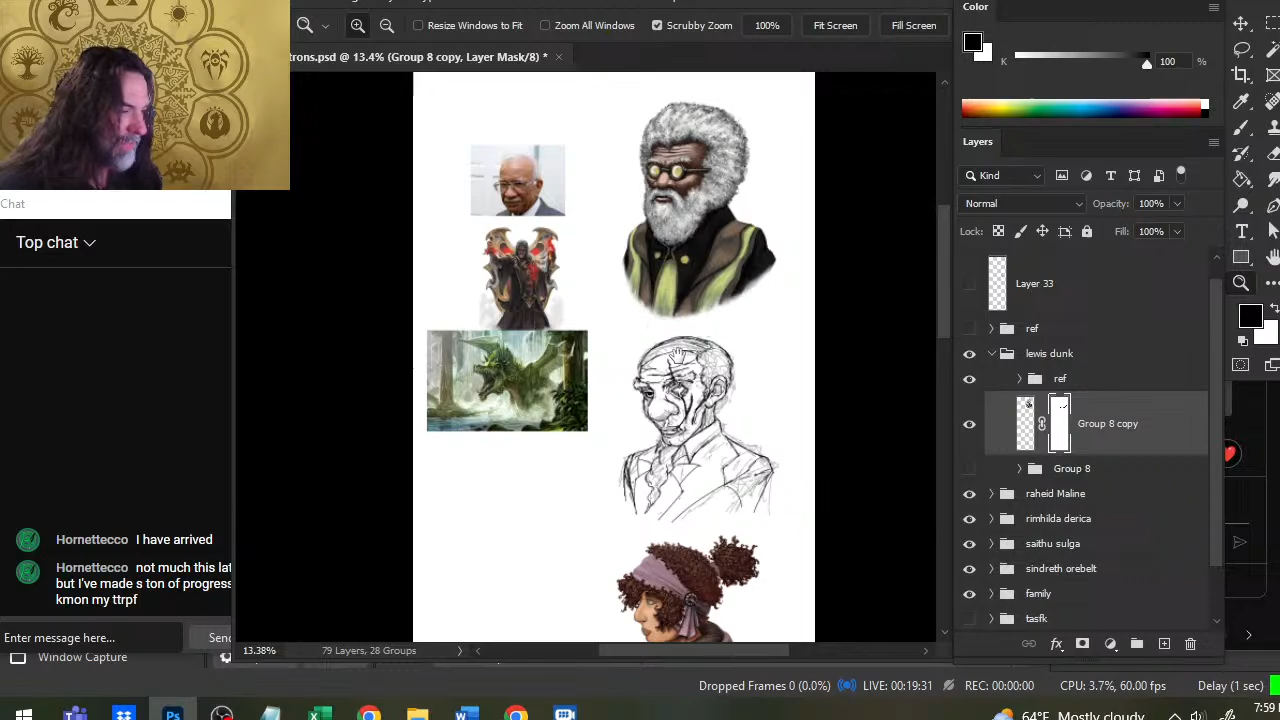 Resize Windows to Fit
Zoom All Windows
Scrubby Zoom
100%
Fit Screen
Fill Screen
trons.psd @ 13.4% (Group 8 copy, Layer Mask/8) *
Color
K
100
%
Layers
Kind
Normal
Opacity:
100%
Lock:
Fill:
100%
Layer 33
ref
lewis dunk
ref
Group 8 copy
Group 8
raheid Maline
rimhilda derica
saithu sulga
sindreth orebelt
family
tasfk
Chat
Top chat
Hornettecco I have arrived
Hornettecco not much this lat
but I've made s ton of progress
kmon my ttrpf
Enter message here...
Send
Window Capture
13.38%
79 Layers, 28 Groups
Dropped Frames 0 (0.0%)
LIVE: 00:19:31
REC: 00:00:00
CPU: 3.7%, 60.00 fps
Delay (1 sec)
64°F Mostly cloudy
7:59